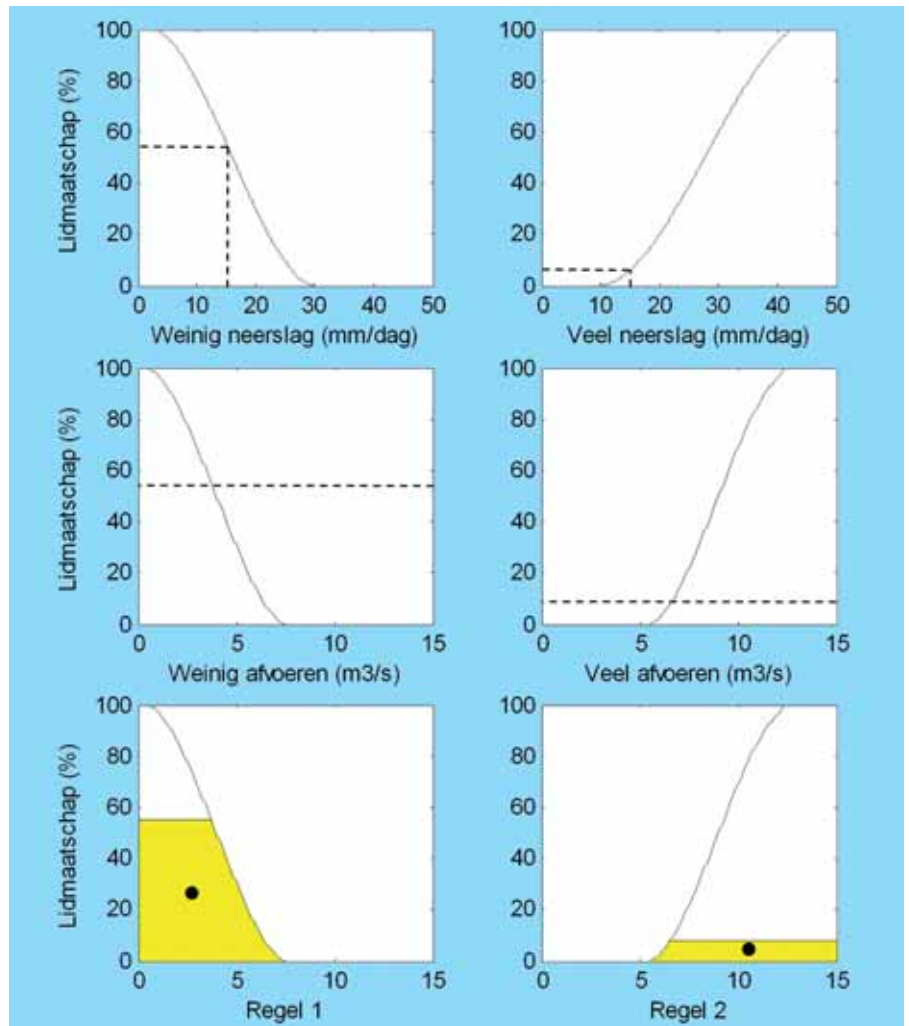 Lidmaatschap (%)
100
80
60
40
20
0
0 10 20 30 40 50
Weinig neerslag (mm/dag)
100
80
60
40
20
0
0 10 20 30 40 50
Veel neerslag (mm/dag)
Lidmaatschap (%)
100
80
60
40
20
0
0 5 10 15
Weinig afvoeren (m3/s)
100
80
60
40
20
0
0 5 10 15
Veel afvoeren (m3/s)
Lidmaatschap (%)
100
80
60
40
20
0
0 5 10 15
Regel 1
100
80
60
40
20
0
0 5 10 15
Regel 2